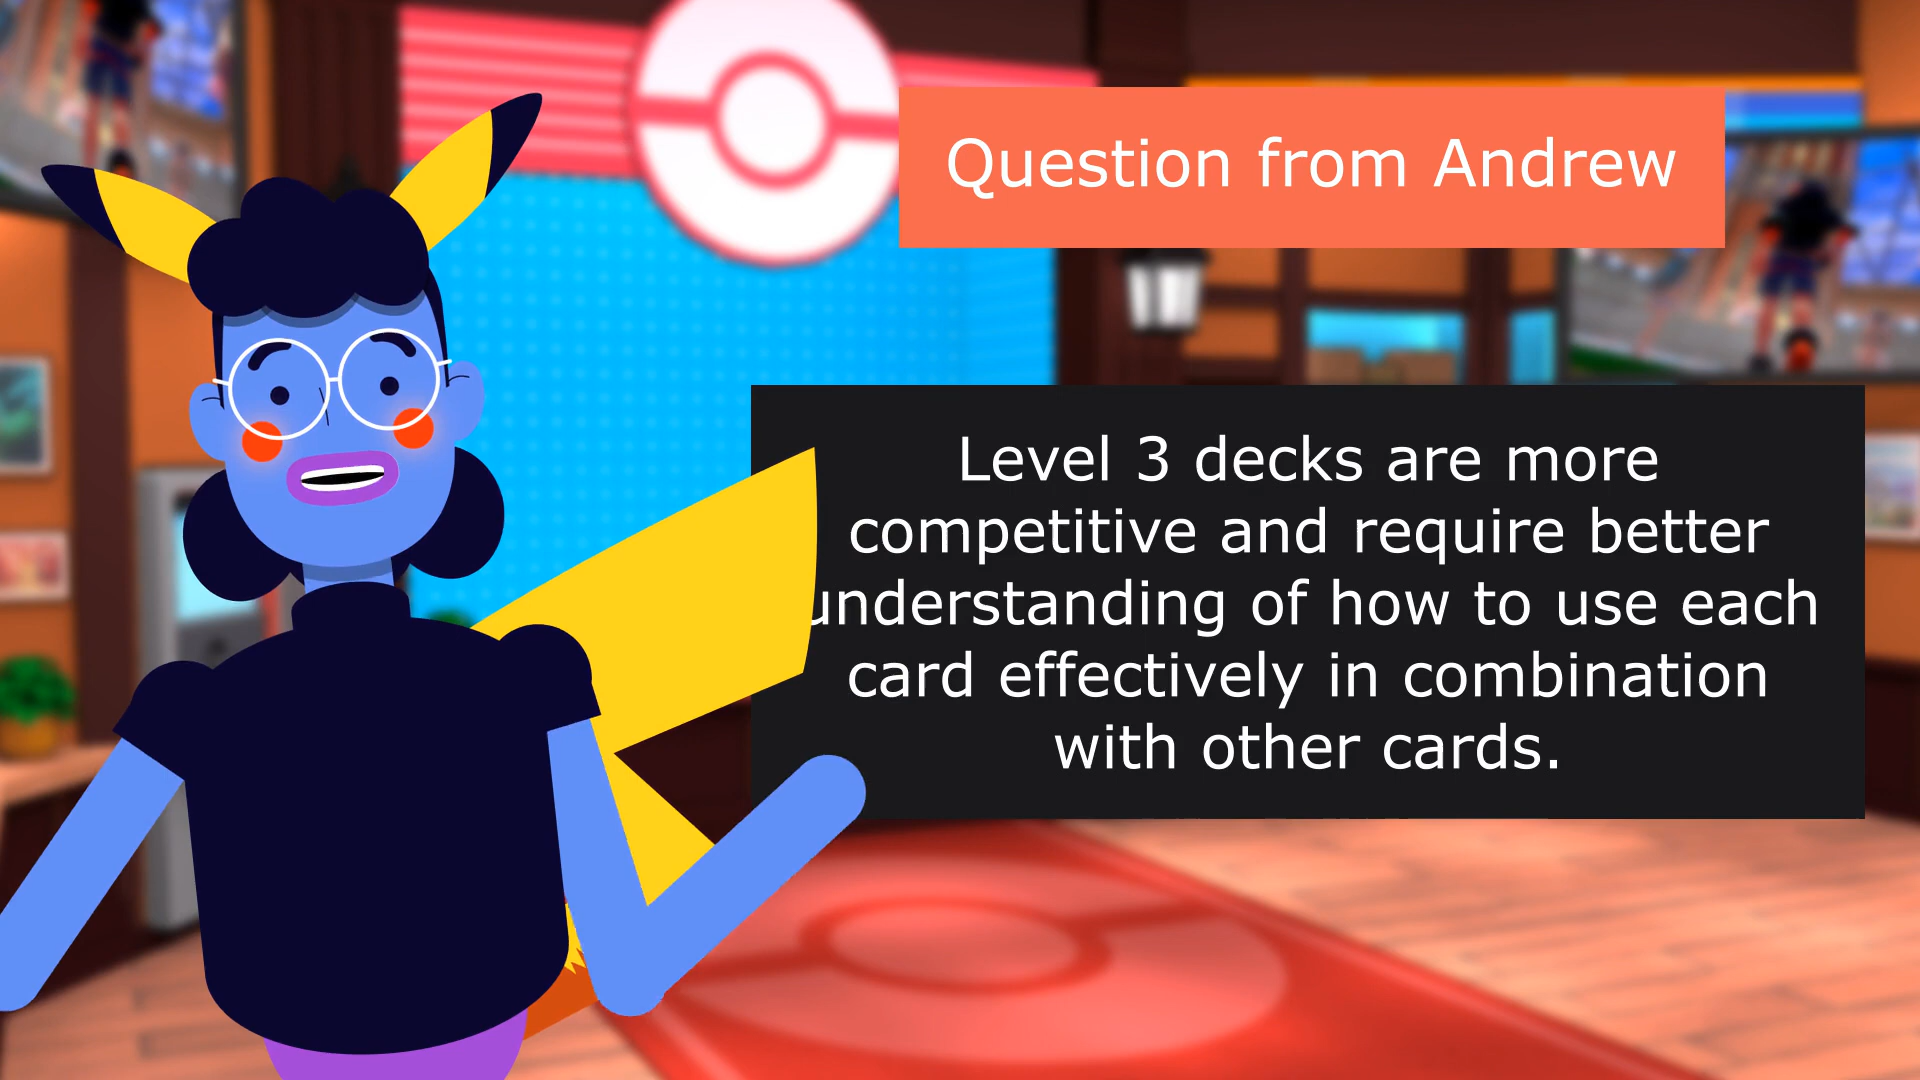 Question from Andrew
Level 3 decks are more
competitive and require better
understanding of how to use each
card effectively in combination
with other cards.